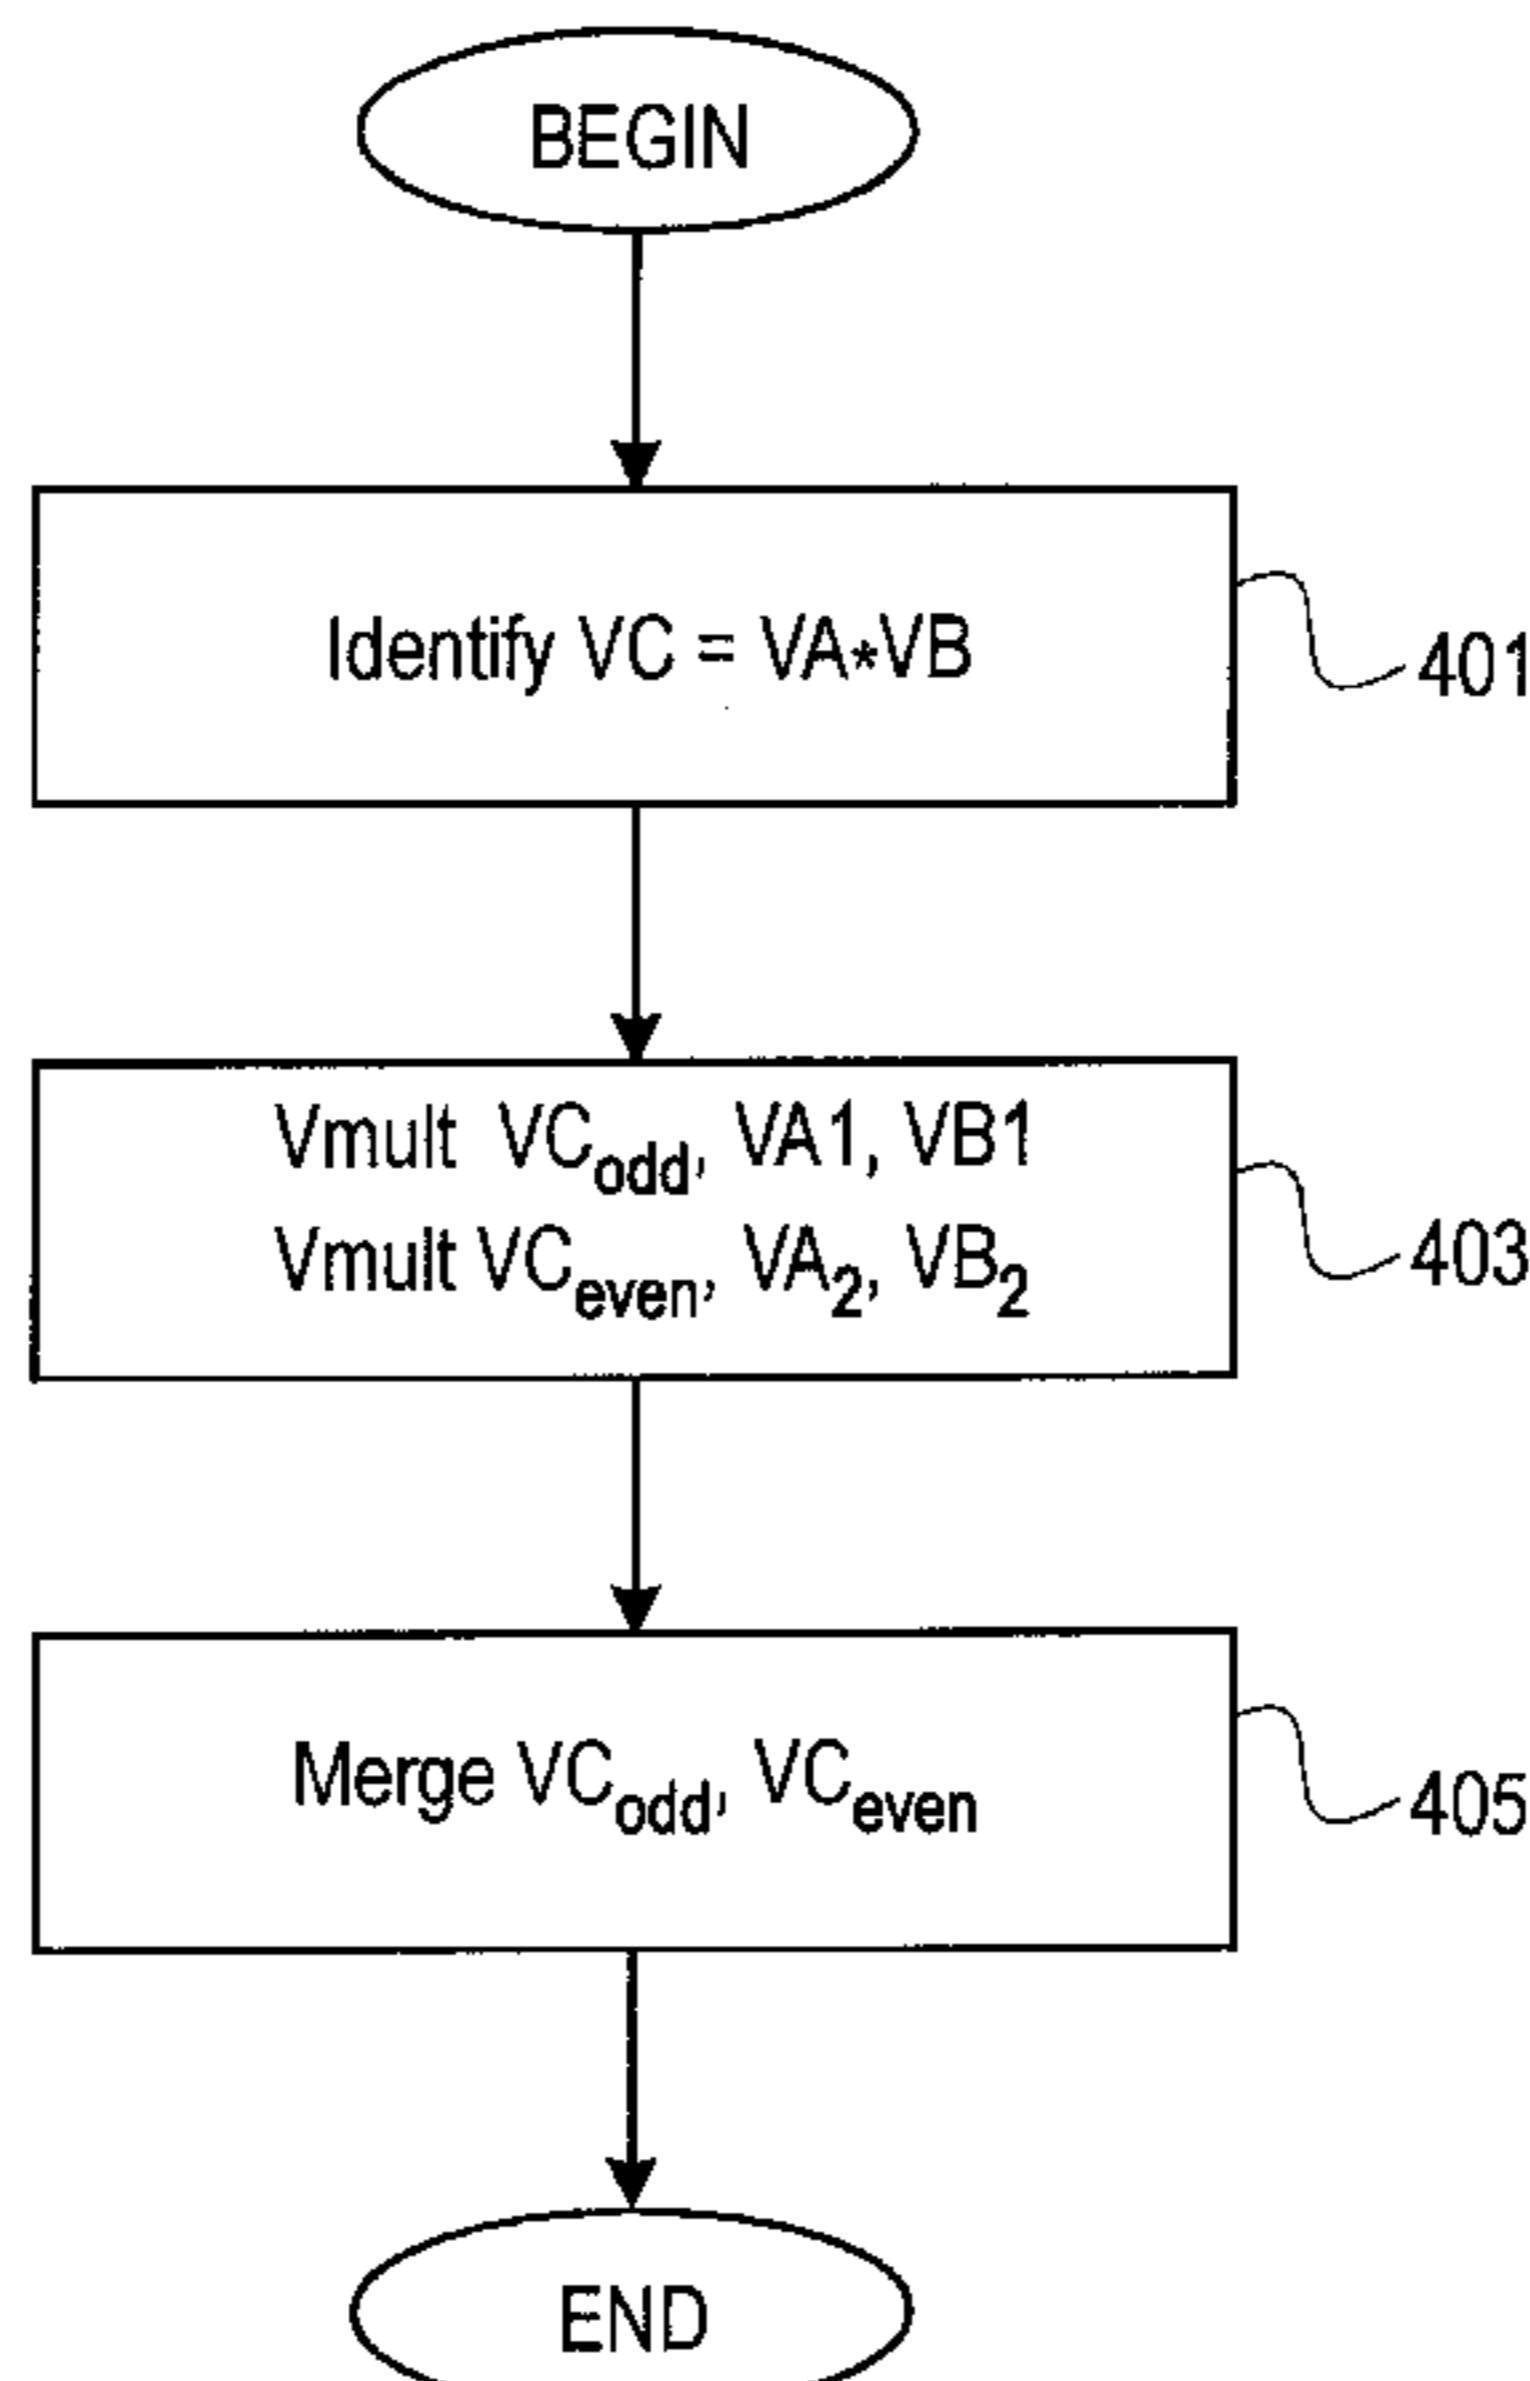 BEGIN
Identify VC = VA*VB
401
Vmult VCodd, VA1, VB1
Vmult VCeven, VA2, VB2
403
Merge VCodd, VCeven
405
END